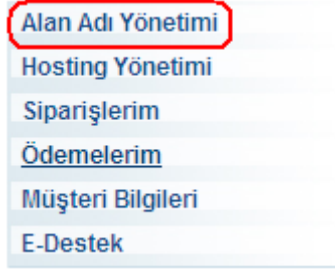 Alan Adı Yönetimi
Hosting Yönetimi
Siparişlerim
Ödemelerim
Müşteri Bilgileri
E-Destek